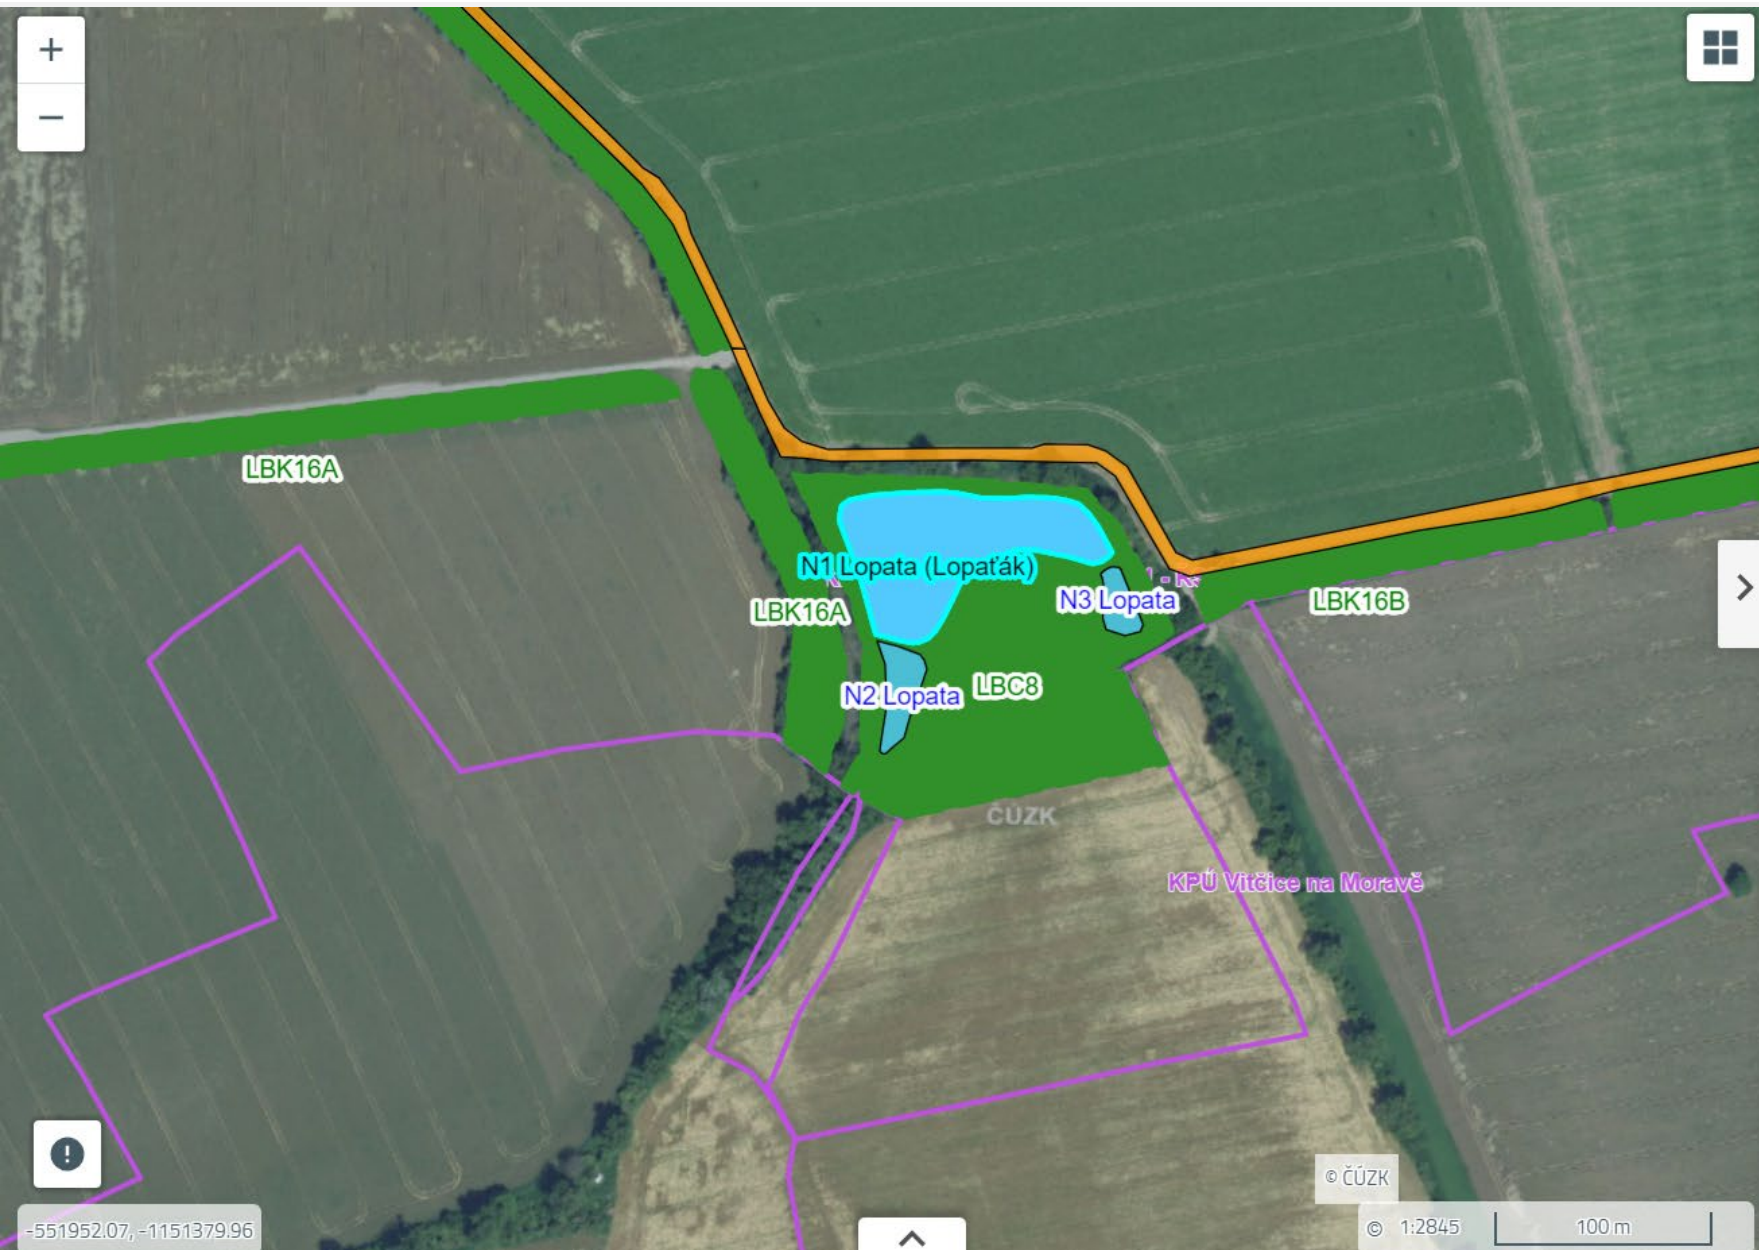 +
−
LBK16A
N1 Lopata (Lopaťák)
N3 Lopata
LBK16A
LBK16B
N2 Lopata
LBC8
ČÚZK
KPÚ Vitčice na Moravě
© ČÚZK
-551952.07, -1151379.96
© 1:2845
100 m